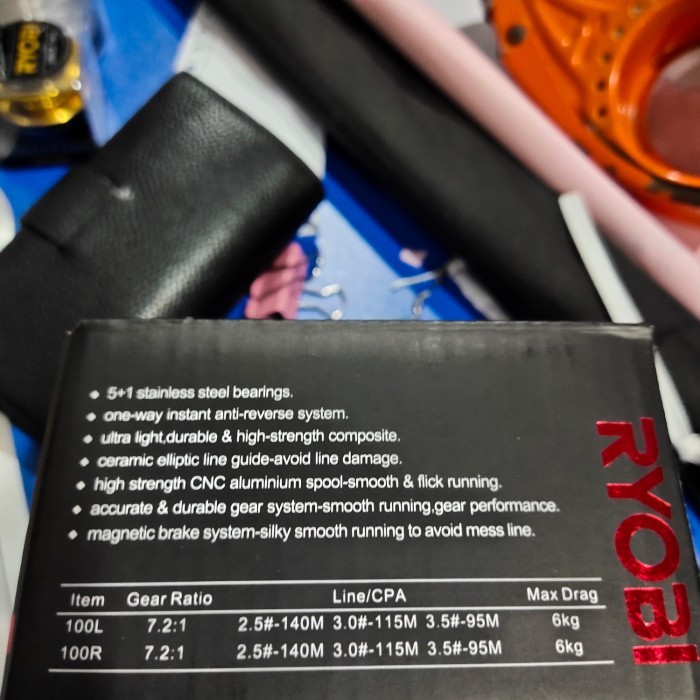 ◆ 5+1 stainless steel bearings.
◆ one-way instant anti-reverse system.
◆ ultra light,durable & high-strength composite.
◆ ceramic elliptic line guide-avoid line damage.
◆ high strength CNC aluminium spool-smooth & flick running.
◆ accurate & durable gear system-smooth running,gear performance.
◆ magnetic brake system-silky smooth running to avoid mess line.
Item Gear Ratio Line/CPA Max Drag
100L 7.2:1 2.5#-140M 3.0#-115M 3.5#-95M 6kg
100R 7.2:1 2.5#-140M 3.0#-115M 3.5#-95M 6kg
RYOBI